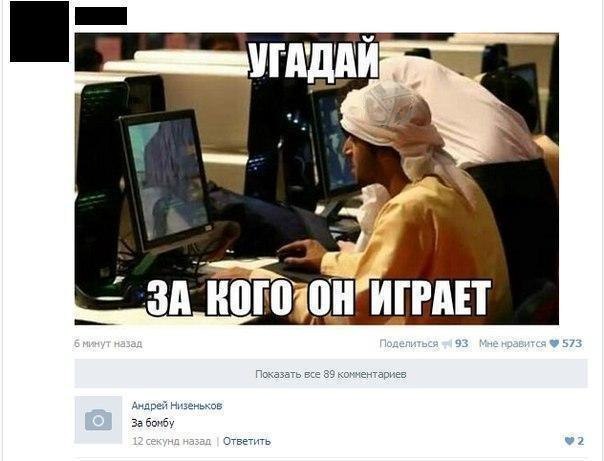 УГАДАЙ
ЗА КОГО ОН ИГРАЕТ
6 минут назад
Поделиться 93 Мне нравится 573
Показать все 89 комментариев
Андрей Низеньков
За бомбу
12 секунд назад | Ответить
2